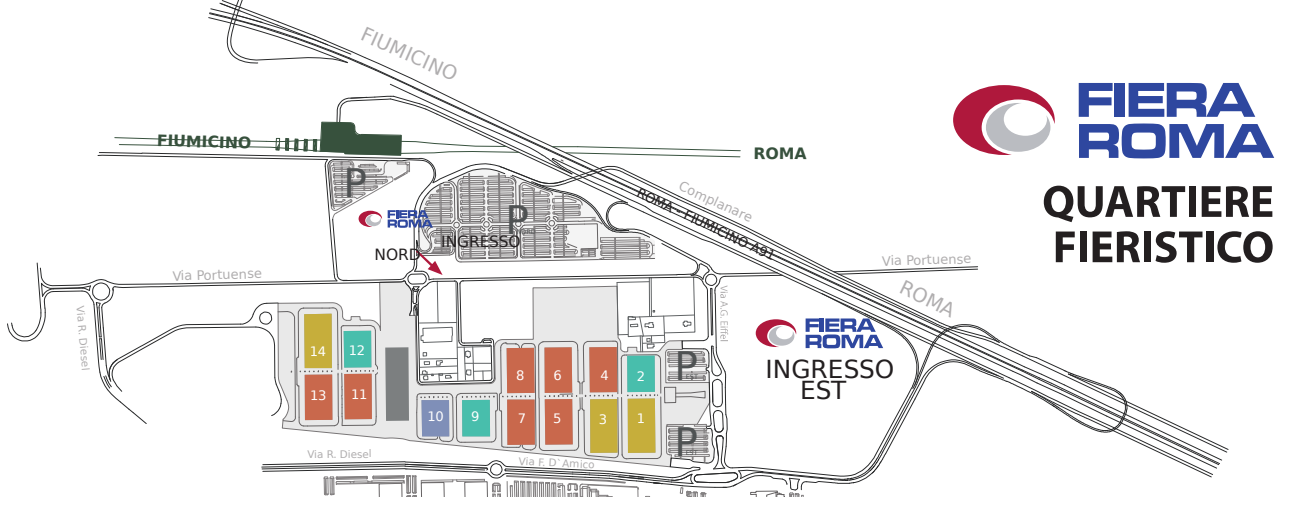 FIUMICINO
FIERA
ROMA
QUARTIERE
FIERISTICO
FIUMICINO
ROMA
P
Complanare
ROMA - FIUMICINO A91
FIERA
ROMA
P
INGRESSO
NORD
Via Portuense
Via Portuense
ROMA
Via R. Diesel
Via A.G. Eiffel
FIERA
ROMA
INGRESSO
EST
14
12
13
11
8
6
4
2
P
10
9
7
5
3
1
P
Via R. Diesel
Via F. D`Amico